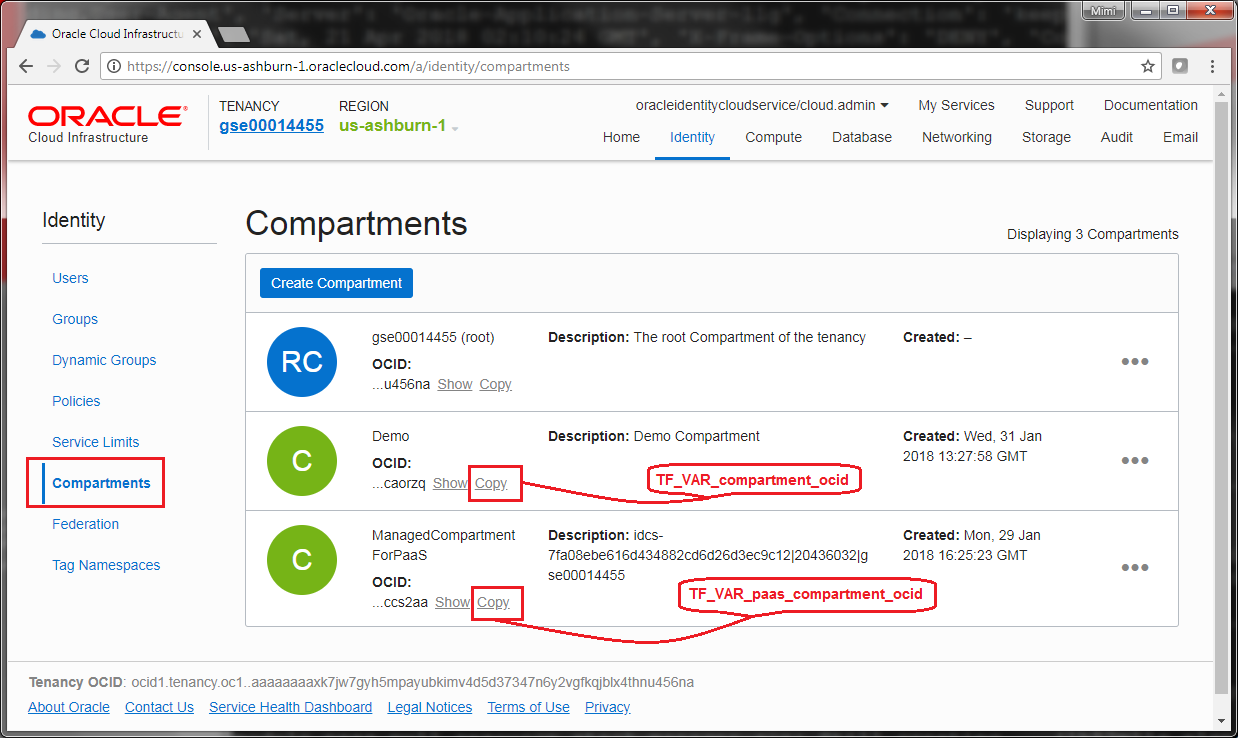 Mimi
Oracle Cloud Infrastructu
https://console.us-ashburn-1.oraclecloud.com/a/identity/compartments
ORACLE®
Cloud Infrastructure
TENANCY
gse00014455
REGION
us-ashburn-1
oracleidentitycloudservice/cloud.admin
My Services
Support
Documentation
Home
Identity
Compute
Database
Networking
Storage
Audit
Email
Identity
Users
Groups
Dynamic Groups
Policies
Service Limits
Compartments
Federation
Tag Namespaces
Compartments
Displaying 3 Compartments
Create Compartment
RC
gse00014455 (root)
OCID:
...u456na Show Copy
Description: The root Compartment of the tenancy
Created: –
C
Demo
OCID:
...caorzq Show Copy
Description: Demo Compartment
TF_VAR_compartment_ocid
Created: Wed, 31 Jan
2018 13:27:58 GMT
C
ManagedCompartment
ForPaaS
OCID:
...ccs2aa Show Copy
Description: idcs-
7fa08ebe616d434882cd6d26d3ec9c12|20436032|g
se00014455
TF_VAR_paas_compartment_ocid
Created: Mon, 29 Jan
2018 16:25:23 GMT
Tenancy OCID: ocid1.tenancy.oc1..aaaaaaaaxk7jw7gyh5mpayubkimv4d5d37347n6y2vgfkqjblx4thnu456na
About Oracle Contact Us Service Health Dashboard Legal Notices Terms of Use Privacy